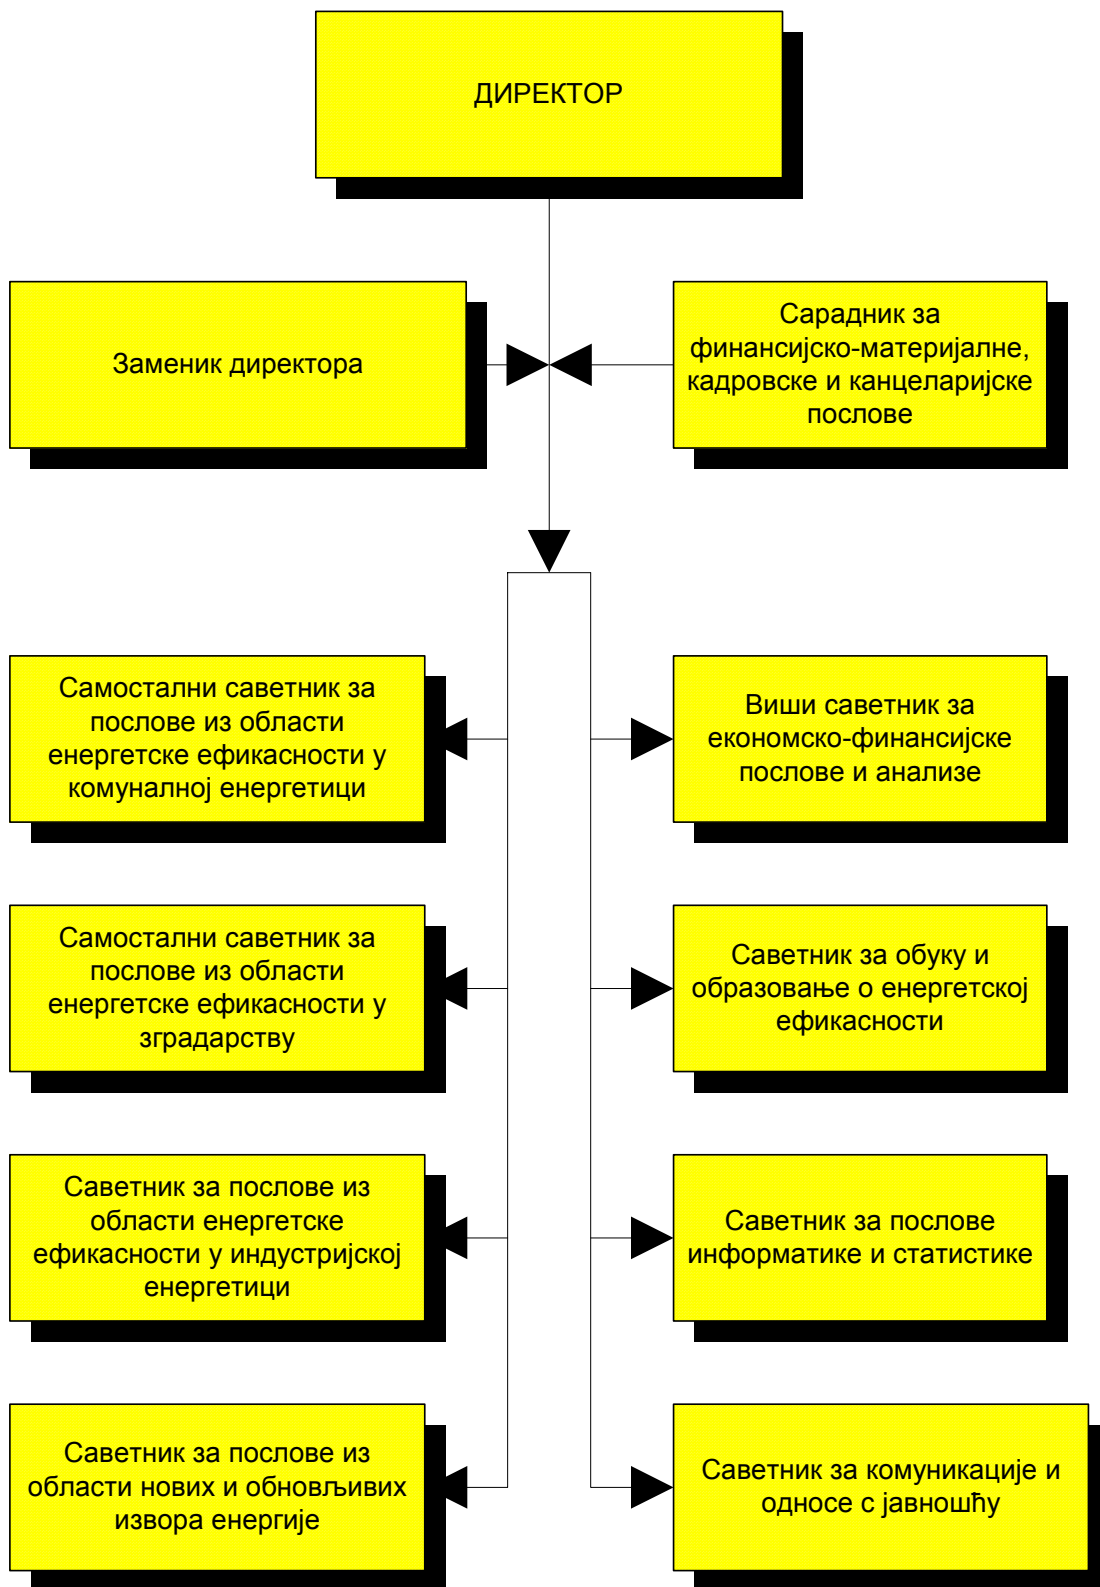 ДИРЕКТОР
Заменик директора
Сарадник за
финансијско-материјалне,
кадровске и канцеларијске
послове
Самостални саветник за
послове из области
енергетске ефикасности у
комуналној енергетици
Виши саветник за
економско-финансијске
послове и анализе
Самостални саветник за
послове из области
енергетске ефикасности у
зградарству
Саветник за обуку и
образовање о енергетској
ефикасности
Саветник за послове из
области енергетске
ефикасности у индустријској
енергетици
Саветник за послове
информатике и статистике
Саветник за послове из
области нових и обновљивих
извора енергије
Саветник за комуникације и
односе с јавношћу